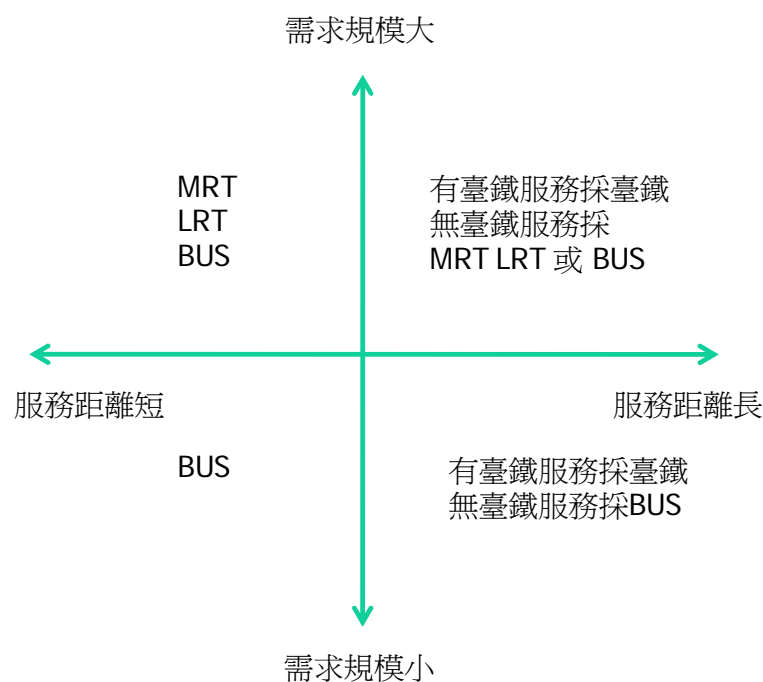 需求規模大
MRT
LRT
BUS
有臺鐵服務採臺鐵
無臺鐵服務採
MRT LRT 或 BUS
服務距離短
服務距離長
BUS
有臺鐵服務採臺鐵
無臺鐵服務採BUS
需求規模小